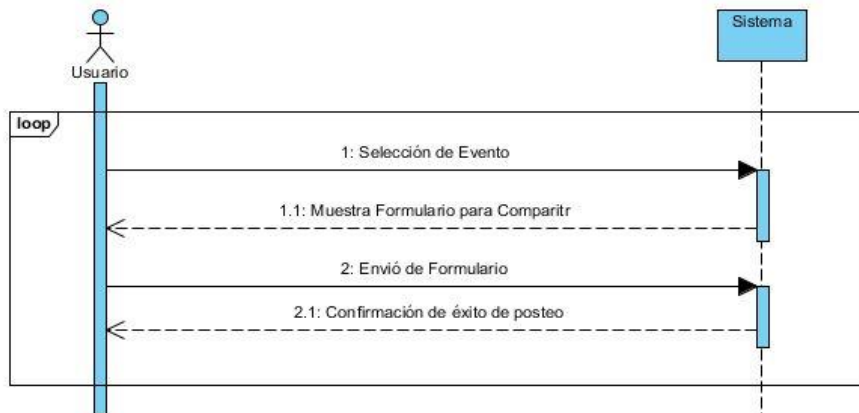 Sistema
Usuario
loop
1: Selección de Evento
1.1: Muestra Formulario para Comparitr
2: Envió de Formulario
2.1: Confirmación de éxito de posteo